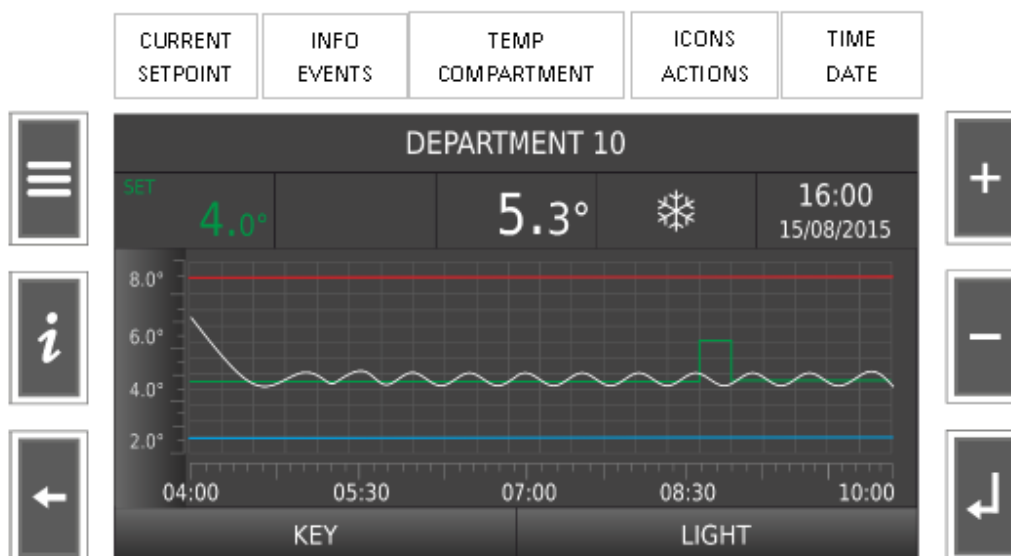 CURRENT SETPOINT
INFO EVENTS
TEMP COMPARTMENT
ICONS ACTIONS
TIME DATE
DEPARTMENT 10
SET
4.0°
5.3°
16:00
15/08/2015
8.0°
6.0°
4.0°
2.0°
04:00 05:30 07:00 08:30 10:00
KEY LIGHT
i
+
−